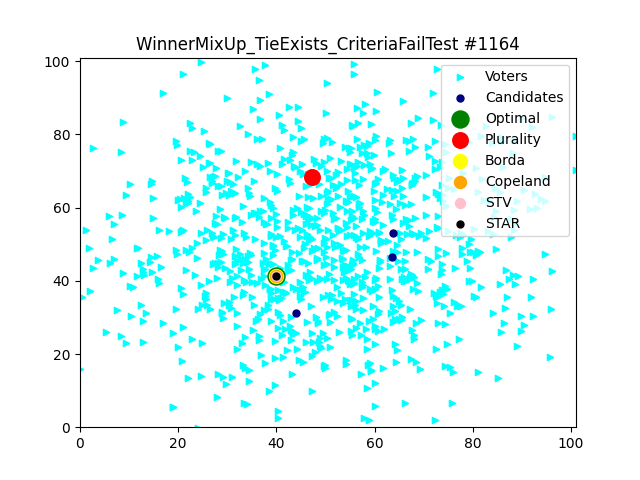 WinnerMixUp_TieExists_CriteriaFailTest #1164
100
80
60
40
20
0
0
20
40
60
80
100
Voters
Candidates
Optimal
Plurality
Borda
Copeland
STV
STAR